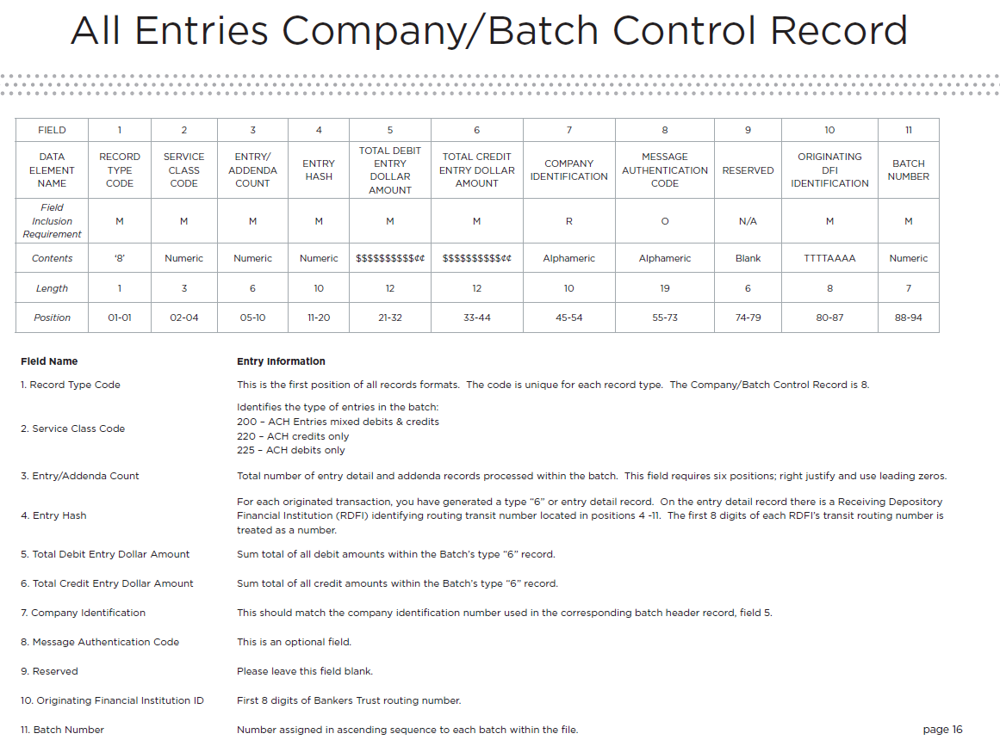 All Entries Company/Batch Control Record
FIELD 1 2 3 4 5 6 7 8 9 10 11
DATA ELEMENT NAME RECORD TYPE CODE SERVICE CLASS CODE ENTRY/ ADDENDA COUNT ENTRY HASH TOTAL DEBIT ENTRY DOLLAR AMOUNT TOTAL CREDIT ENTRY DOLLAR AMOUNT COMPANY IDENTIFICATION MESSAGE AUTHENTICATION CODE RESERVED ORIGINATING DFI IDENTIFICATION BATCH NUMBER
Field Inclusion Requirement M M M M M M R O N/A M M
Contents ‘8’ Numeric Numeric Numeric $$$$$$$$$$¢¢ $$$$$$$$$$¢¢ Alphameric Alphameric Blank TTTTAAAA Numeric
Length 1 3 6 10 12 12 10 19 6 8 7
Position 01-01 02-04 05-10 11-20 21-32 33-44 45-54 55-73 74-79 80-87 88-94
Field Name Entry Information
1. Record Type Code This is the first position of all records formats. The code is unique for each record type. The Company/Batch Control Record is 8.
2. Service Class Code Identifies the type of entries in the batch:
200 – ACH Entries mixed debits & credits
220 – ACH credits only
225 – ACH debits only
3. Entry/Addenda Count Total number of entry detail and addenda records processed within the batch. This field requires six positions; right justify and use leading zeros.
4. Entry Hash For each originated transaction, you have generated a type “6” or entry detail record. On the entry detail record there is a Receiving Depository
Financial Institution (RDFI) identifying routing transit number located in positions 4 -11. The first 8 digits of each RDFI’s transit routing number is
treated as a number.
5. Total Debit Entry Dollar Amount Sum total of all debit amounts within the Batch’s type “6” record.
6. Total Credit Entry Dollar Amount Sum total of all credit amounts within the Batch’s type “6” record.
7. Company Identification This should match the company identification number used in the corresponding batch header record, field 5.
8. Message Authentication Code This is an optional field.
9. Reserved Please leave this field blank.
10. Originating Financial Institution ID First 8 digits of Bankers Trust routing number.
11. Batch Number Number assigned in ascending sequence to each batch within the file.
page 16